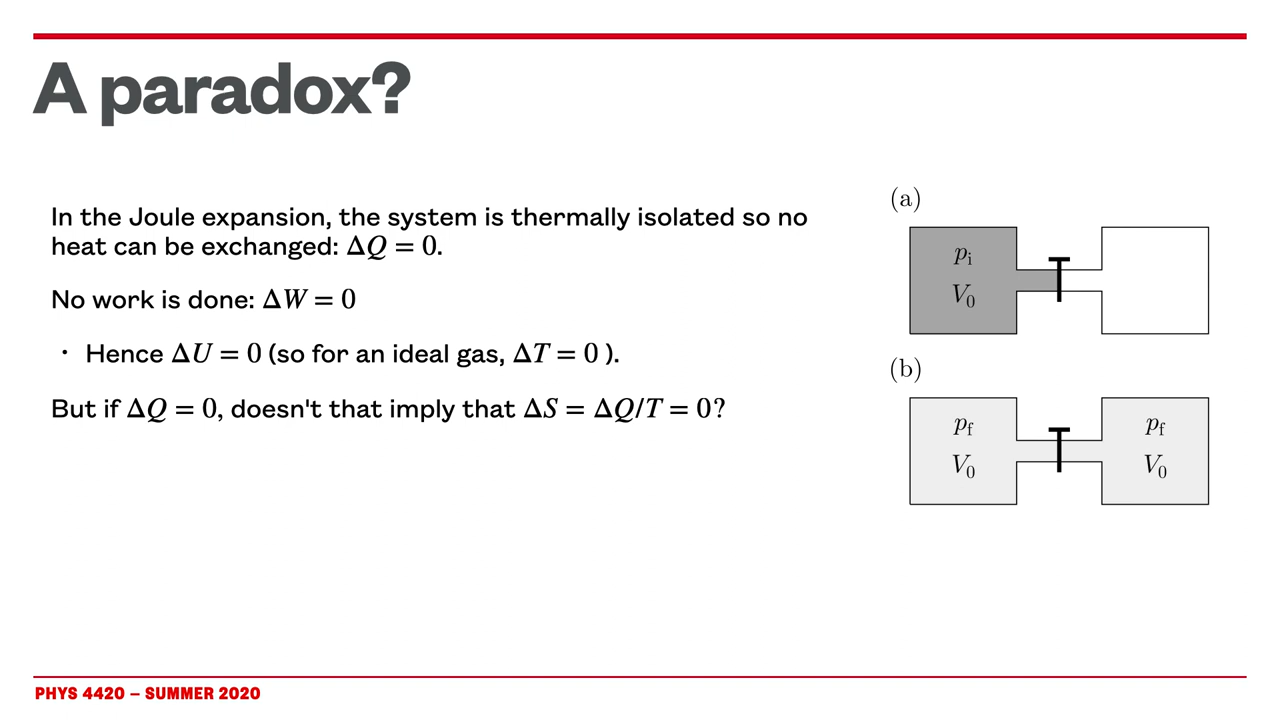 A paradox?
In the Joule expansion, the system is thermally isolated so no
heat can be exchanged: ΔQ = 0.
No work is done: ΔW = 0
· Hence ΔU = 0 (so for an ideal gas, ΔT = 0 ).
But if ΔQ = 0, doesn't that imply that ΔS = ΔQ/T = 0?
(a)
pᵢ
V₀
(b)
p_f
V₀
p_f
V₀
PHYS 4420 – SUMMER 2020